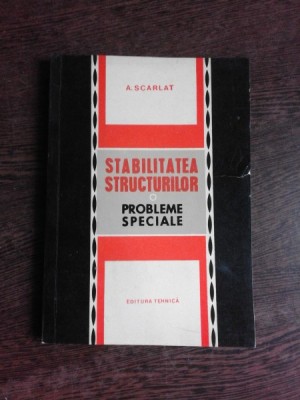 A. SCARLAT
STABILITATEA
STRUCTURILOR
PROBLEME
SPECIALE
EDITURA TEHNICĂ